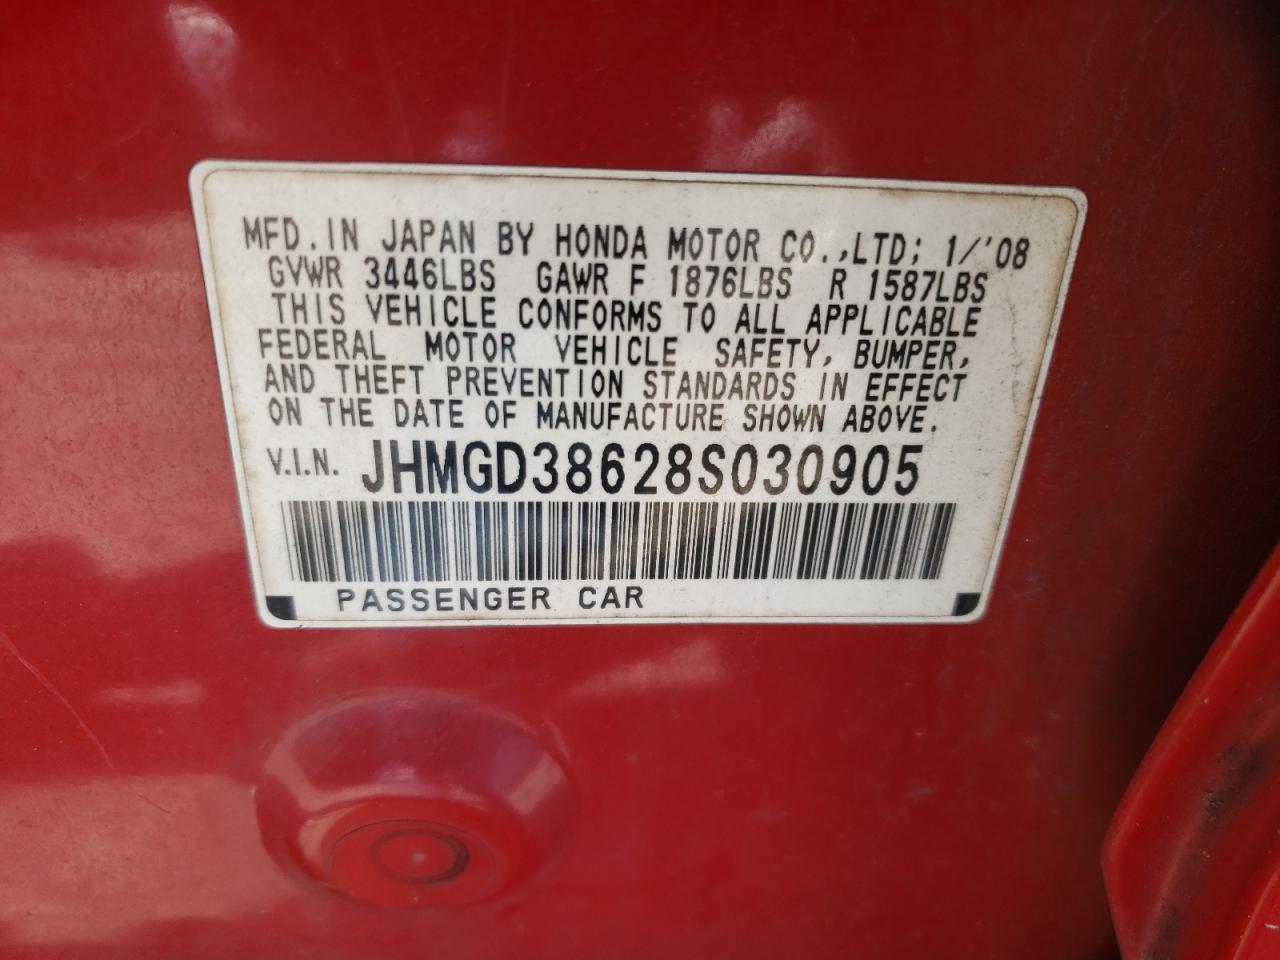 MFD.IN JAPAN BY HONDA MOTOR CO.,LTD; 1/'08
GVWR 3446LBS GAWR F 1876LBS R 1587LBS
THIS VEHICLE CONFORMS TO ALL APPLICABLE
FEDERAL MOTOR VEHICLE SAFETY, BUMPER,
AND THEFT PREVENTION STANDARDS IN EFFECT
ON THE DATE OF MANUFACTURE SHOWN ABOVE.
V.I.N. JHMGD38628S030905
PASSENGER CAR